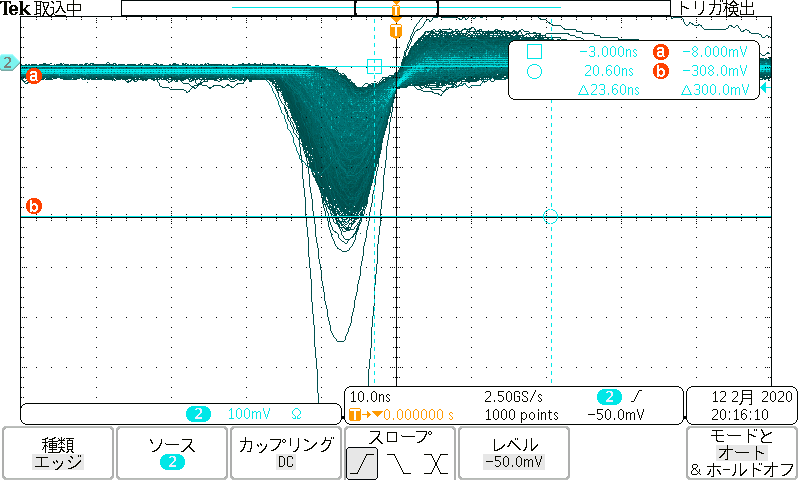 Tek 取込中
トリガ検出
T
T
2
a
b
−3.000ns a −8.000mV
20.60ns b −308.0mV
Δ23.60ns Δ300.0mV
2 100mV Ω
10.0ns 2.50GS/s 2
T→▼0.000000 s 1000 points −50.0mV
12 2月 2020
20:16:10
種類
エッジ
ソース
2
カップリング
DC
スロープ
レベル
−50.0mV
モードと
オート
& ホールドオフ